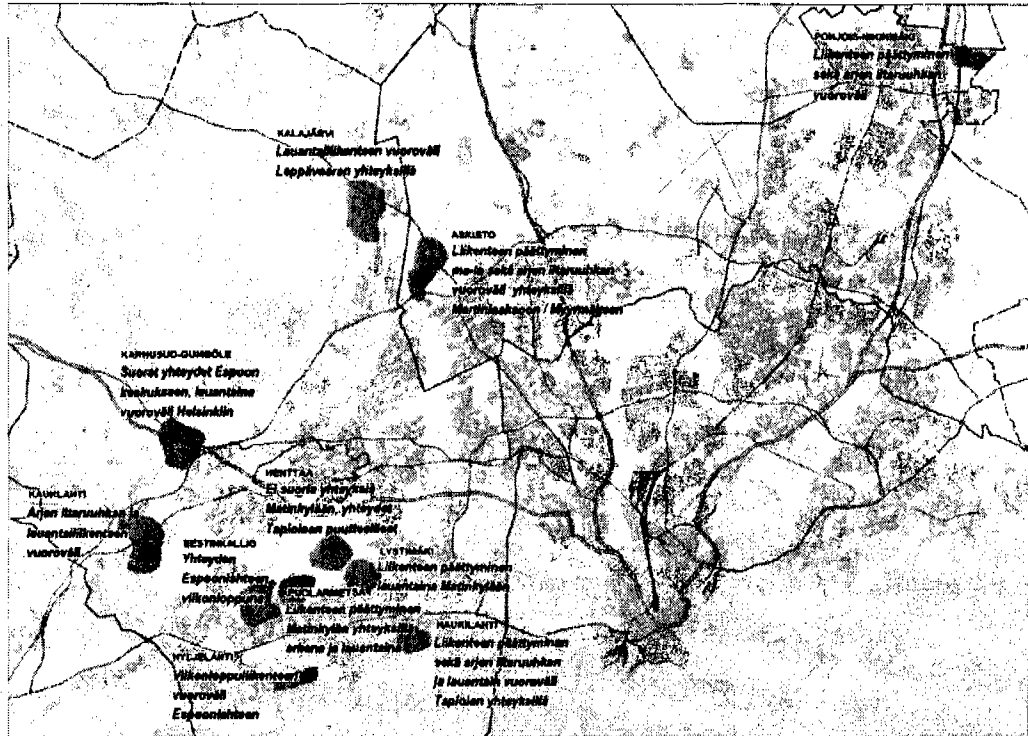 POHJOIS-NIKINMÄKI
Liikenteen päättyminen
sekä arjen iltaruuhkan
vuoroväli
KALAJÄRVI
Lauantailiikenteen vuoroväli
Leppävaaran yhteyksillä
ASKISTO
Liikenteen päättyminen
ma-la sekä arjen iltaruuhkan
vuoroväli yhteyksillä
Martinlaaksoon / Myyrmäkeen
KARHUSUO-GUMBÖLE
Suorat yhteydet Espoon
keskukseen, lauantaina
vuoroväli Helsinkiin
HENTTAA
Ei suoria yhteyksiä
Matinkylään, yhteydet
Tapiolaan puutteelliset
KAUKLAHTI
Arjen iltaruuhkan ja
lauantailiikenteen
vuoroväli
EESTINKALLIO
Yhteyden
Espoonlahteen
viikonloppuna
LYSTIMÄKI
Liikenteen päättyminen
lauantaina Matinkylään
PUOLARMETSÄ
Liikenteen päättyminen
Matinkylän yhteyksillä
arkena ja lauantaina
HAUKILAHTI
Liikenteen päättyminen
sekä arjen iltaruuhkan
ja lauantain vuoroväli
Tapiolan yhteyksillä
HYLJELAHTI
Viikonloppuliikenteen
vuoroväli
Espoonlahteen